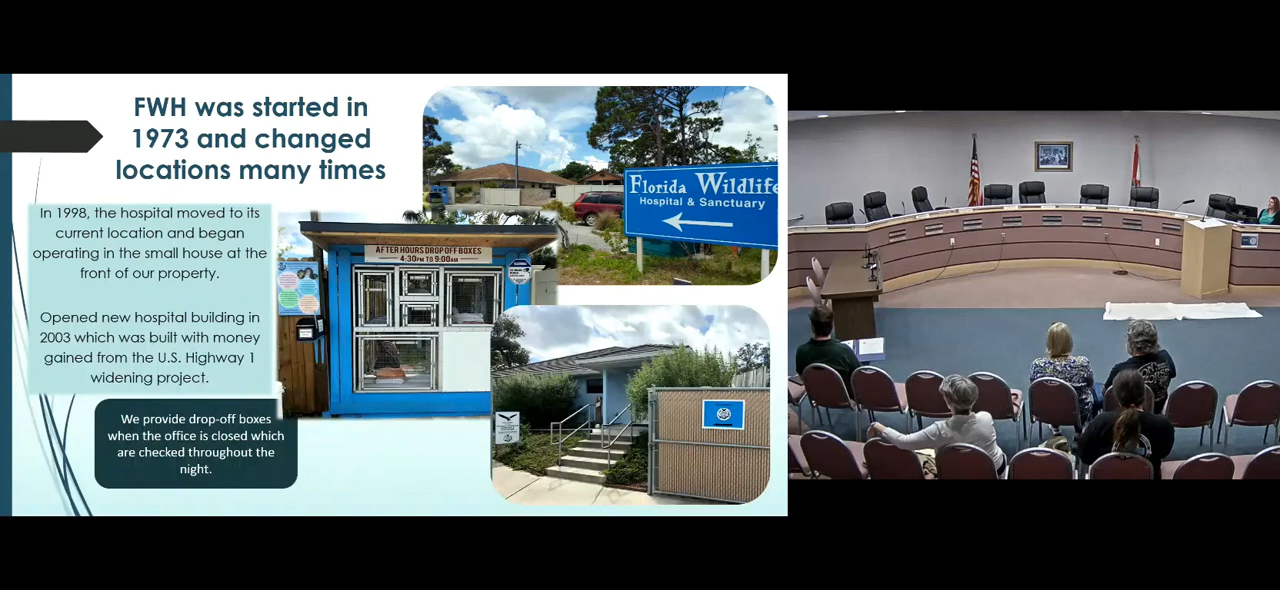 FWH was started in
1973 and changed
locations many times
In 1998, the hospital moved to its
current location and began
operating in the small house at the
front of our property.
Opened new hospital building in
2003 which was built with money
gained from the U.S. Highway 1
widening project.
We provide drop-off boxes
when the office is closed which
are checked throughout the
night.
AFTER HOURS DROP OFF BOXES
4:30PM TO 9:00AM
Florida Wildlife
Hospital & Sanctuary